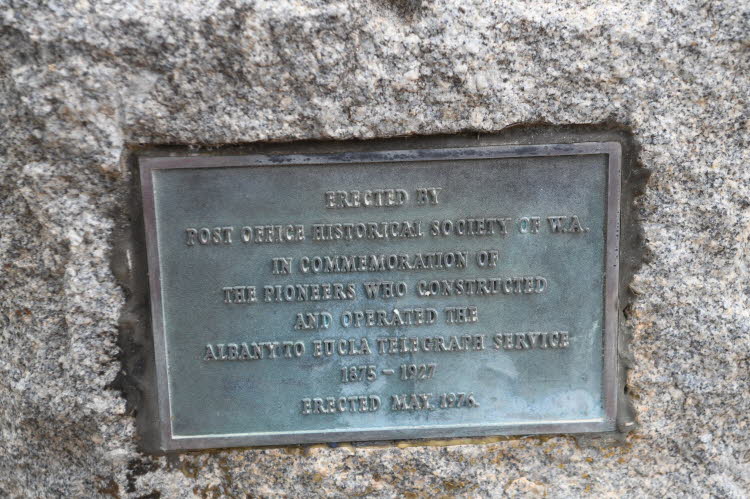 ERECTED BY
POST OFFICE HISTORICAL SOCIETY OF W.A.
IN COMMEMORATION OF
THE PIONEERS WHO CONSTRUCTED
AND OPERATED THE
ALBANY TO EUCLA TELEGRAPH SERVICE
1875 - 1927
ERECTED MAY 1976.